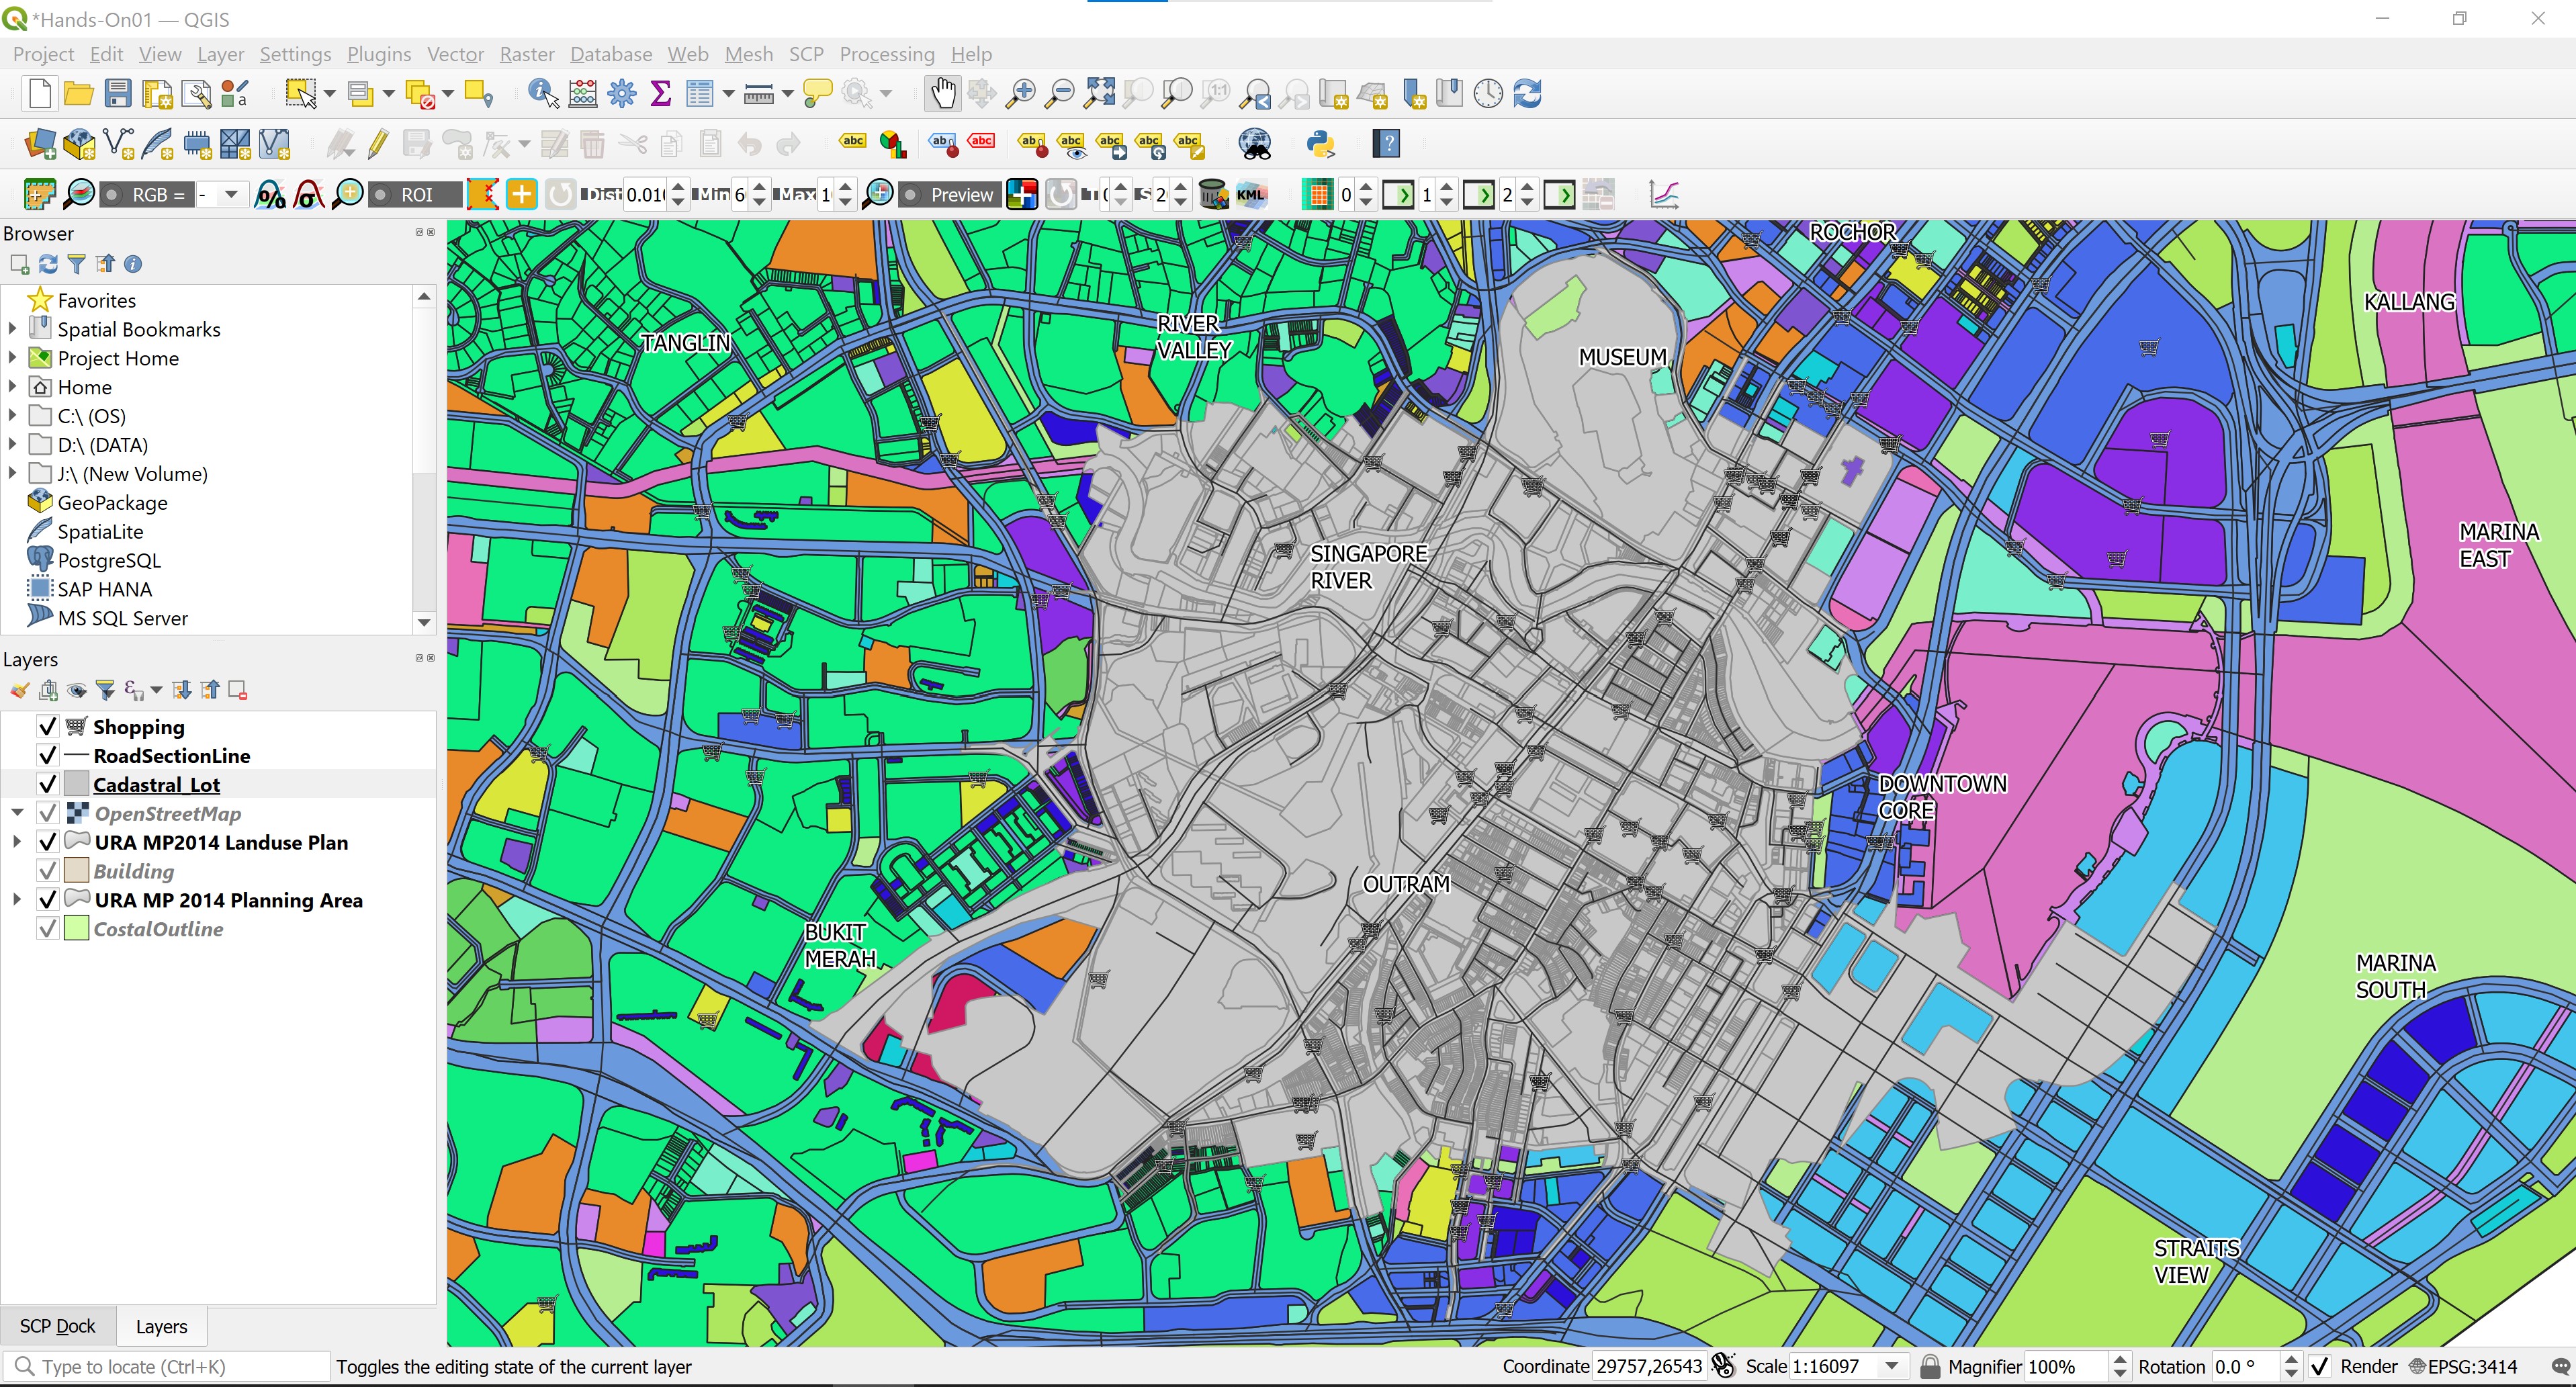 *Hands-On01 — QGIS
Project Edit View Layer Settings Plugins Vector Raster Database Web Mesh SCP Processing Help
RGB = - ROI Dist 0.01 Min 6 Max 1 Preview S 2 KML 0 1 2
Browser
Favorites
Spatial Bookmarks
Project Home
Home
C:\ (OS)
D:\ (DATA)
J:\ (New Volume)
GeoPackage
SpatiaLite
PostgreSQL
SAP HANA
MS SQL Server
Layers
Shopping
RoadSectionLine
Cadastral_Lot
OpenStreetMap
URA MP2014 Landuse Plan
Building
URA MP 2014 Planning Area
CostalOutline
SCP Dock Layers
ROCHOR
KALLANG
TANGLIN
RIVER
VALLEY
MUSEUM
MARINA
EAST
SINGAPORE
RIVER
DOWNTOWN
CORE
OUTRAM
BUKIT
MERAH
MARINA
SOUTH
STRAITS
VIEW
Type to locate (Ctrl+K) Toggles the editing state of the current layer Coordinate 29757,26543 Scale 1:16097 Magnifier 100% Rotation 0.0 ° Render EPSG:3414